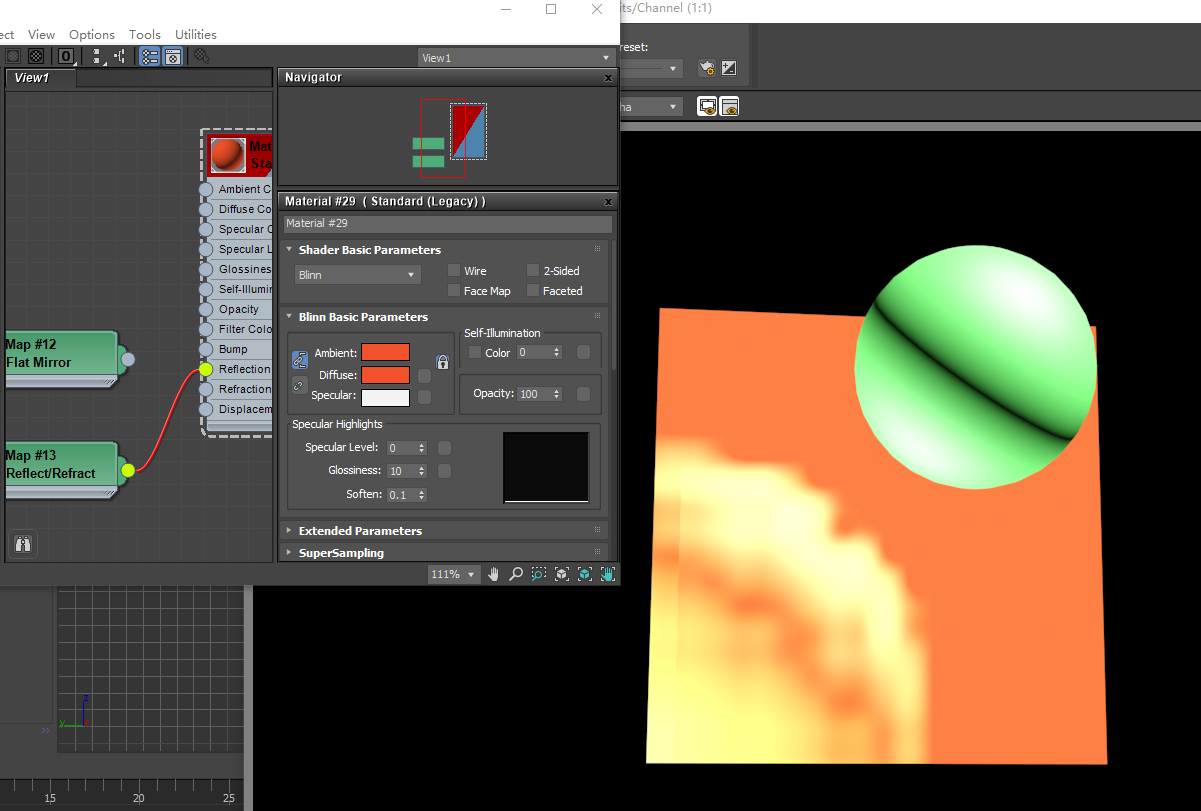 its/Channel (1:1)
ect View Options Tools Utilities
reset:
0
View1
View1
Navigator
ha
Mat
Sta
Ambient C
Diffuse Co
Specular C
Specular L
Glossines
Self-Illumin
Opacity
Filter Colo
Bump
Reflection
Refraction
Displacem
Map #12
Flat Mirror
Map #13
Reflect/Refract
Material #29 ( Standard (Legacy) )
Material #29
Shader Basic Parameters
Blinn
Wire
2-Sided
Face Map
Faceted
Blinn Basic Parameters
Self-Illumination
Ambient:
Color 0
Diffuse:
Specular:
Opacity: 100
Specular Highlights
Specular Level: 0
Glossiness: 10
Soften: 0.1
Extended Parameters
SuperSampling
111%
z
y x
15 20 25